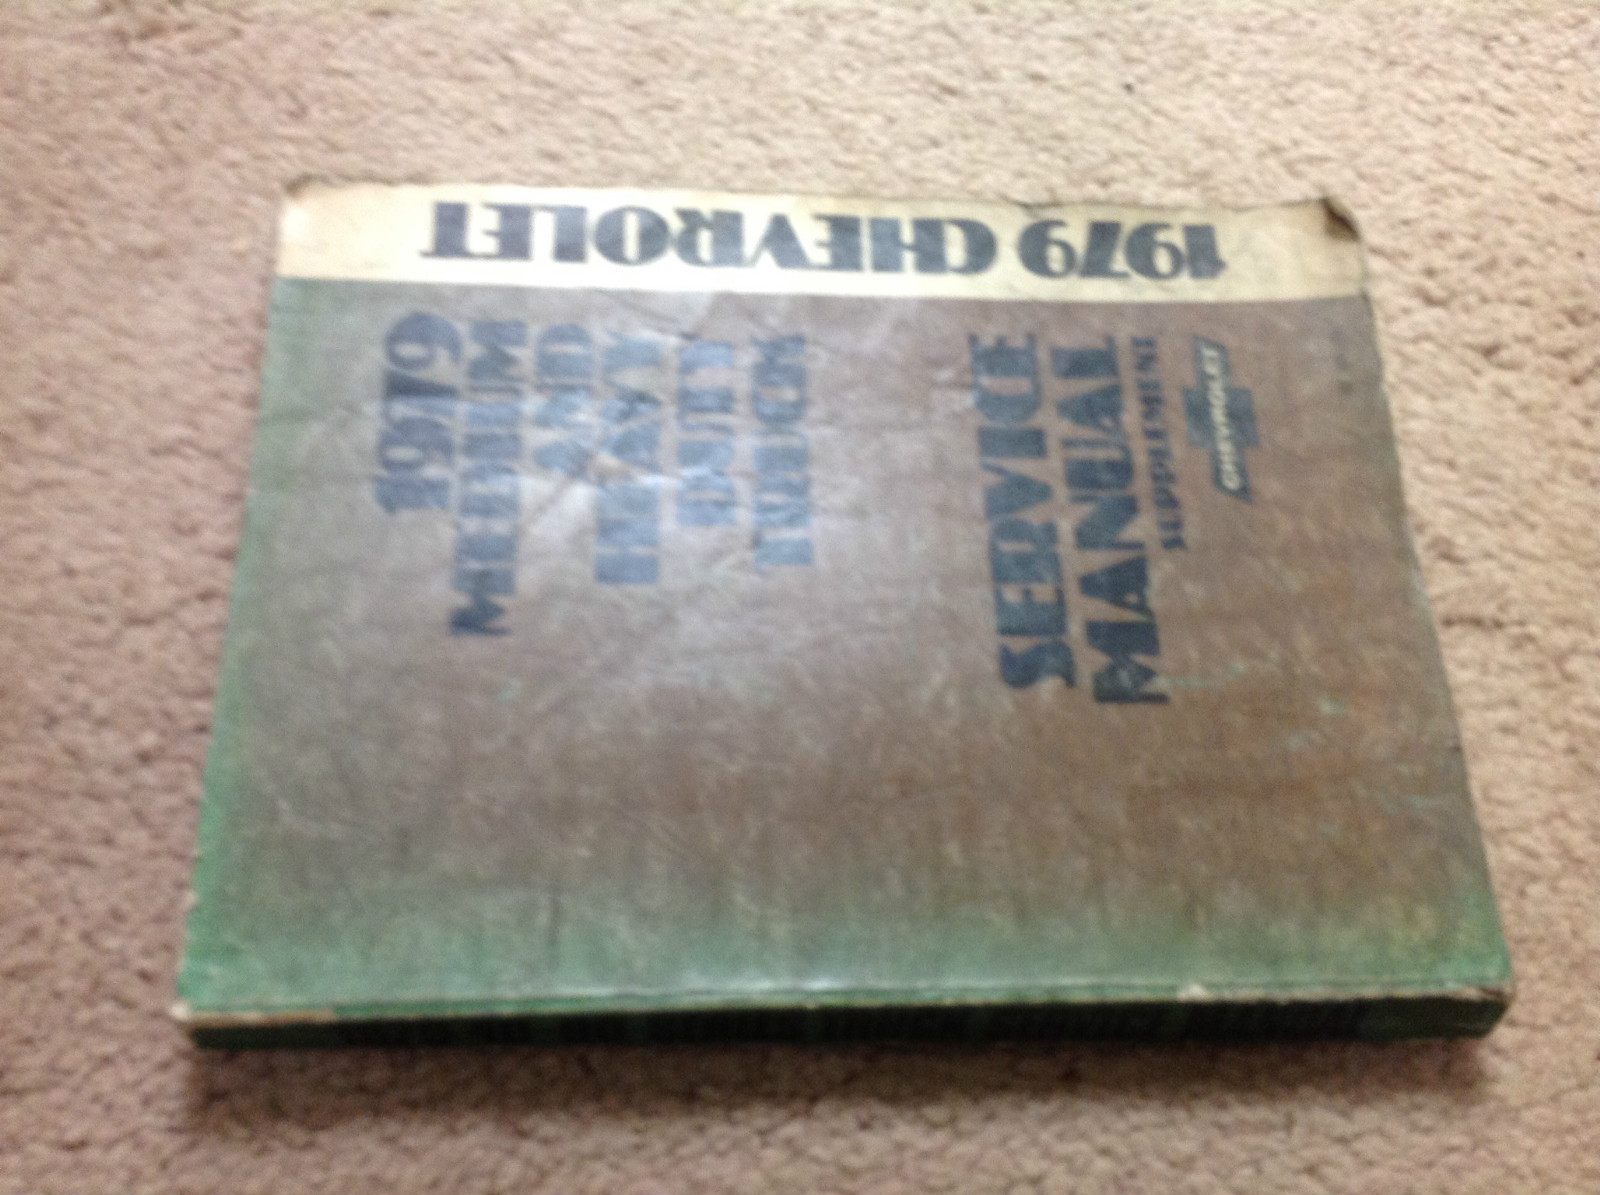 1979 CHEVROLET
1979
MEDIUM
AND
HEAVY
DUTY
TRUCK
SERVICE
MANUAL
SUPPLEMENT
CHEVROLET